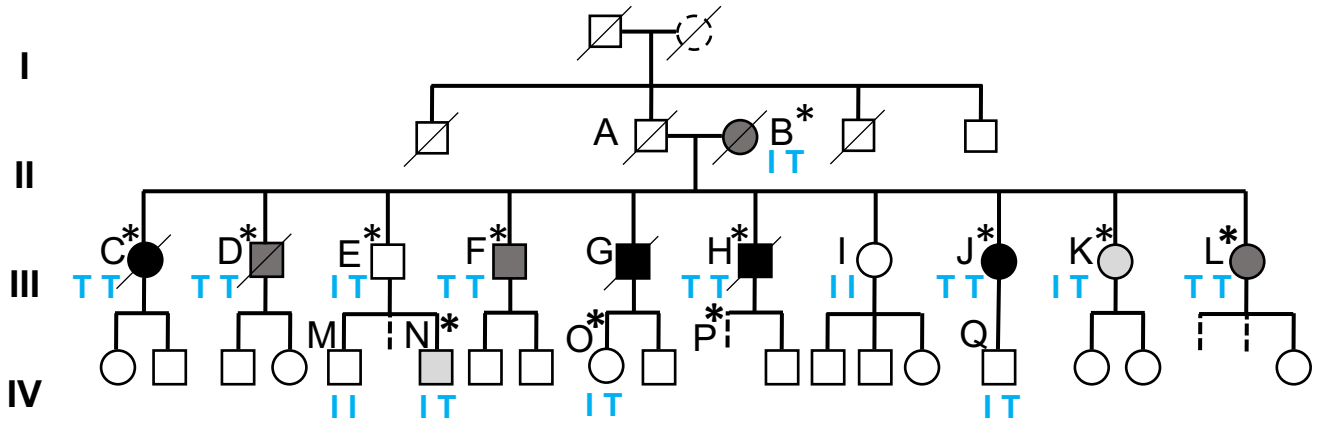 I
A B*
I T
II
C* D* E* F* G H* I J* K* L*
T T T T I T T T T T I I T T I T T T
III
M N* O* P* Q
IV
I I I T I T I T